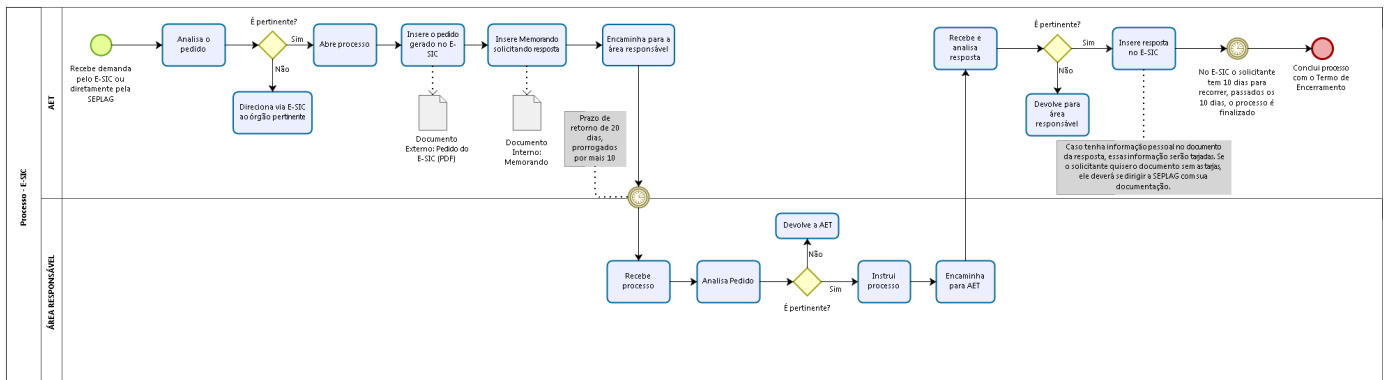 Processo - E-SIC
AET
Recebe demanda
pelo E-SIC ou
diretamente pela
SEPLAG
Analisa o
pedido
É pertinente?
Sim
Não
Direciona via E-SIC
ao órgão pertinente
Abre processo
Insere o pedido
gerado no E-
SIC
Documento
Externo: Pedido do
E-SIC (PDF)
Insere Memorando
solicitando resposta
Documento
Interno:
Memorando
Encaminha para a
área responsável
Prazo de
retorno de 20
dias,
prorrogados
por mais 10
Recebe e
analisa
resposta
É pertinente?
Sim
Não
Devolve para
área
responsável
Insere resposta
no E-SIC
Caso tenha informação pessoal no documento
da resposta, essas informação serão tarjadas. Se
o solicitante quiser o documento sem as tarjas,
ele deverá se dirigir a SEPLAG com sua
documentação.
No E-SIC o solicitante
tem 10 dias para
recorrer, passados os
10 dias, o processo é
finalizado
Conclui processo
com o Termo de
Encerramento
ÁREA RESPONSÁVEL
Recebe
processo
Analisa Pedido
Devolve a AET
Não
Sim
É pertinente?
Instrui
processo
Encaminha
para AET